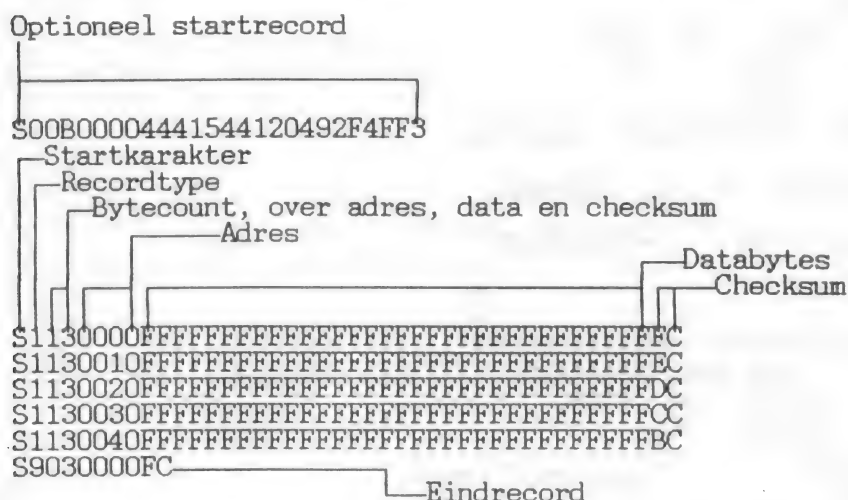 Optioneel startrecord
S00B00004441544120492F4FF3
Startkarakter
Recordtype
Bytecount, over adres, data en checksum
Adres
Databytes
Checksum
S1130000FFFFFFFFFFFFFFFFFFFFFFFFFFFFFFFFFC
S1130010FFFFFFFFFFFFFFFFFFFFFFFFFFFFFFFFEC
S1130020FFFFFFFFFFFFFFFFFFFFFFFFFFFFFFFFDC
S1130030FFFFFFFFFFFFFFFFFFFFFFFFFFFFFFFFCC
S1130040FFFFFFFFFFFFFFFFFFFFFFFFFFFFFFFFBC
S9030000FC
Eindrecord